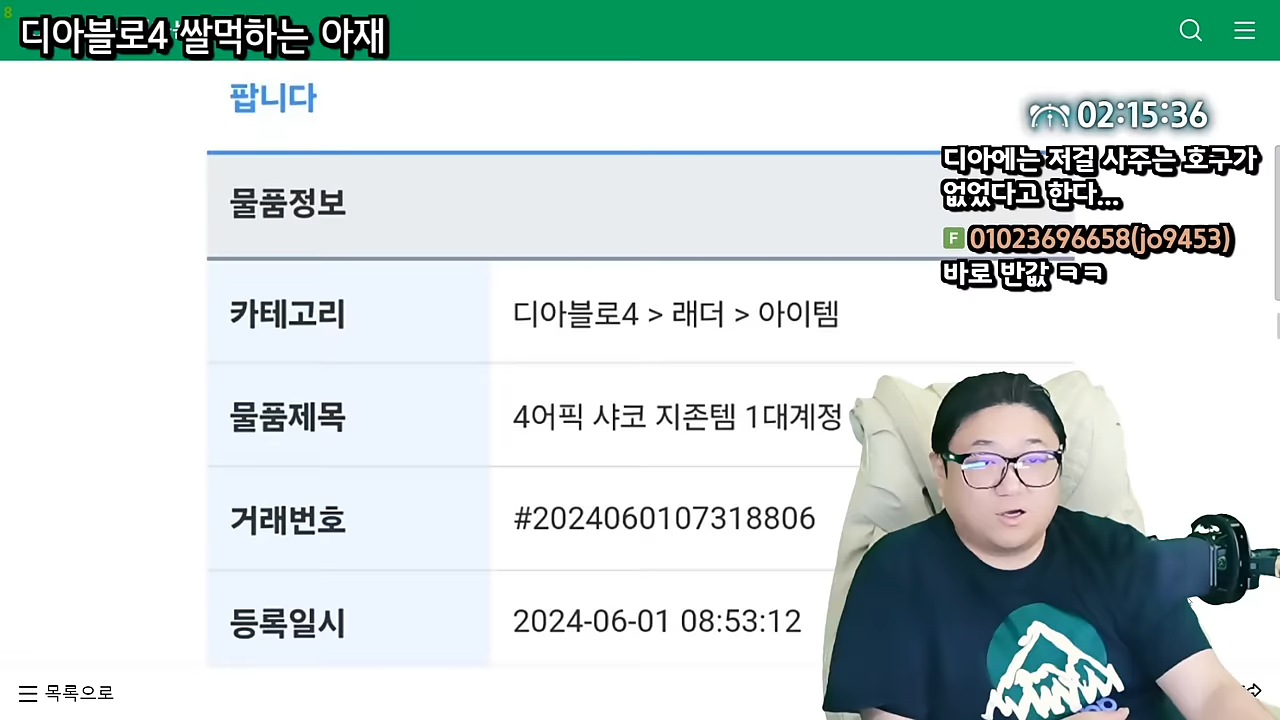 8
디아블로4 쌀먹하는 아재
팝니다
02:15:36
디아에는 저걸 사주는 호구가
없었다고 한다...
F 01023696658(jo9453)
바로 반값 ㅋㅋ
물품정보
카테고리 디아블로4 > 래더 > 아이템
물품제목 4어픽 샤코 지존템 1대계정
거래번호 #2024060107318806
등록일시 2024-06-01 08:53:12
목록으로